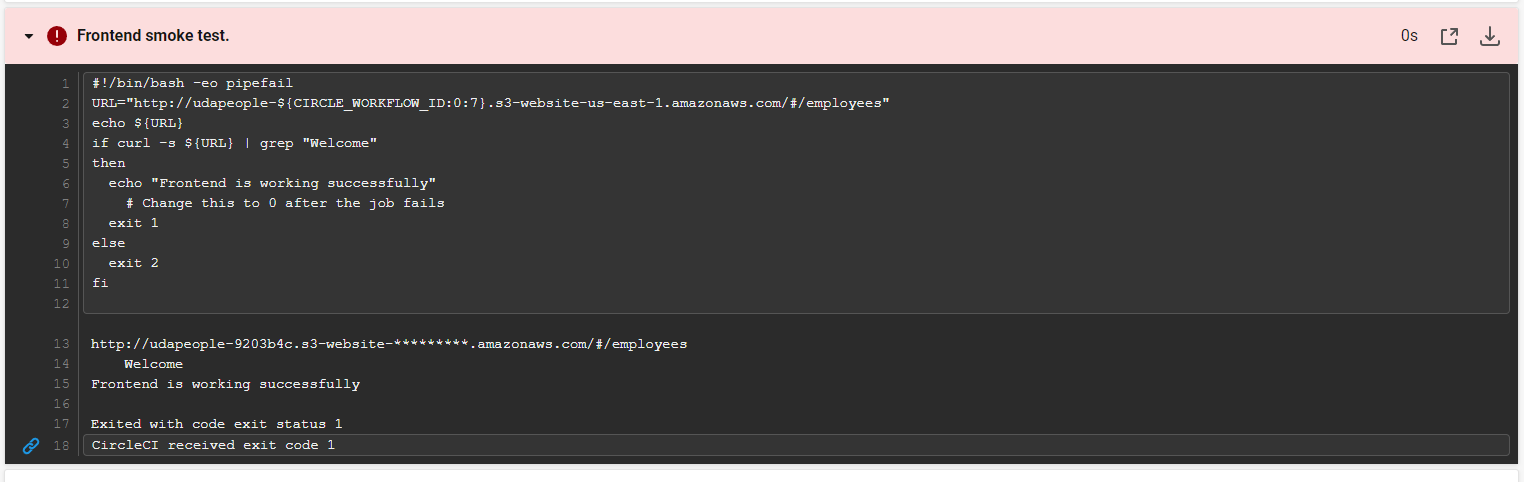 Frontend smoke test. 0s
1 #!/bin/bash -eo pipefail
2 URL="http://udapeople-${CIRCLE_WORKFLOW_ID:0:7}.s3-website-us-east-1.amazonaws.com/#/employees"
3 echo ${URL}
4 if curl -s ${URL} | grep "Welcome"
5 then
6   echo "Frontend is working successfully"
7     # Change this to 0 after the job fails
8   exit 1
9 else
10   exit 2
11 fi
12
13 http://udapeople-9203b4c.s3-website-*********.amazonaws.com/#/employees
14     Welcome
15 Frontend is working successfully
16
17 Exited with code exit status 1
18 CircleCI received exit code 1